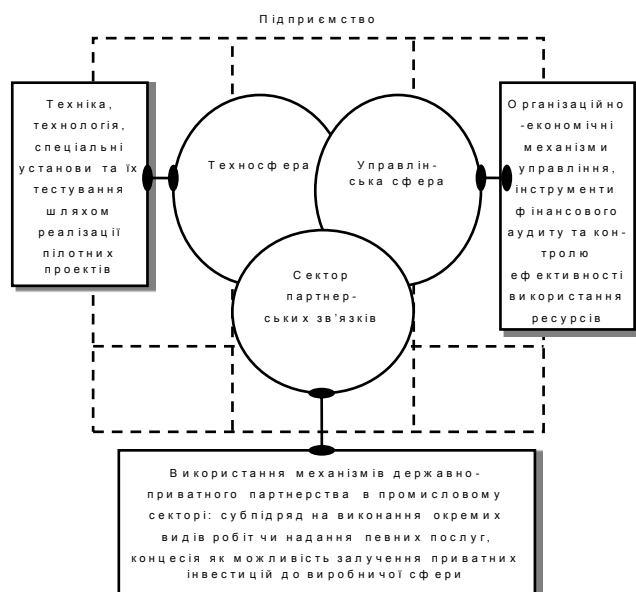 Підприємство
Техніка,
технологія,
спеціальні
установи та їх
тестування
шляхом
реалізації
пілотних
проектів
Техносфера
Управлін-
ська сфера
Організаційно
-економічні
механізми
управління,
інструменти
фінансового
аудиту та кон-
тролю
ефективності
використання
ресурсів
Сектор
партнер-
ських зв'язків
Використання механізмів державно-
приватного партнерства в промисловому
секторі: субпідряд на виконання окремих
видів робіт чи надання певних послуг,
концесія як можливість залучення приватних
інвестицій до виробничої сфери